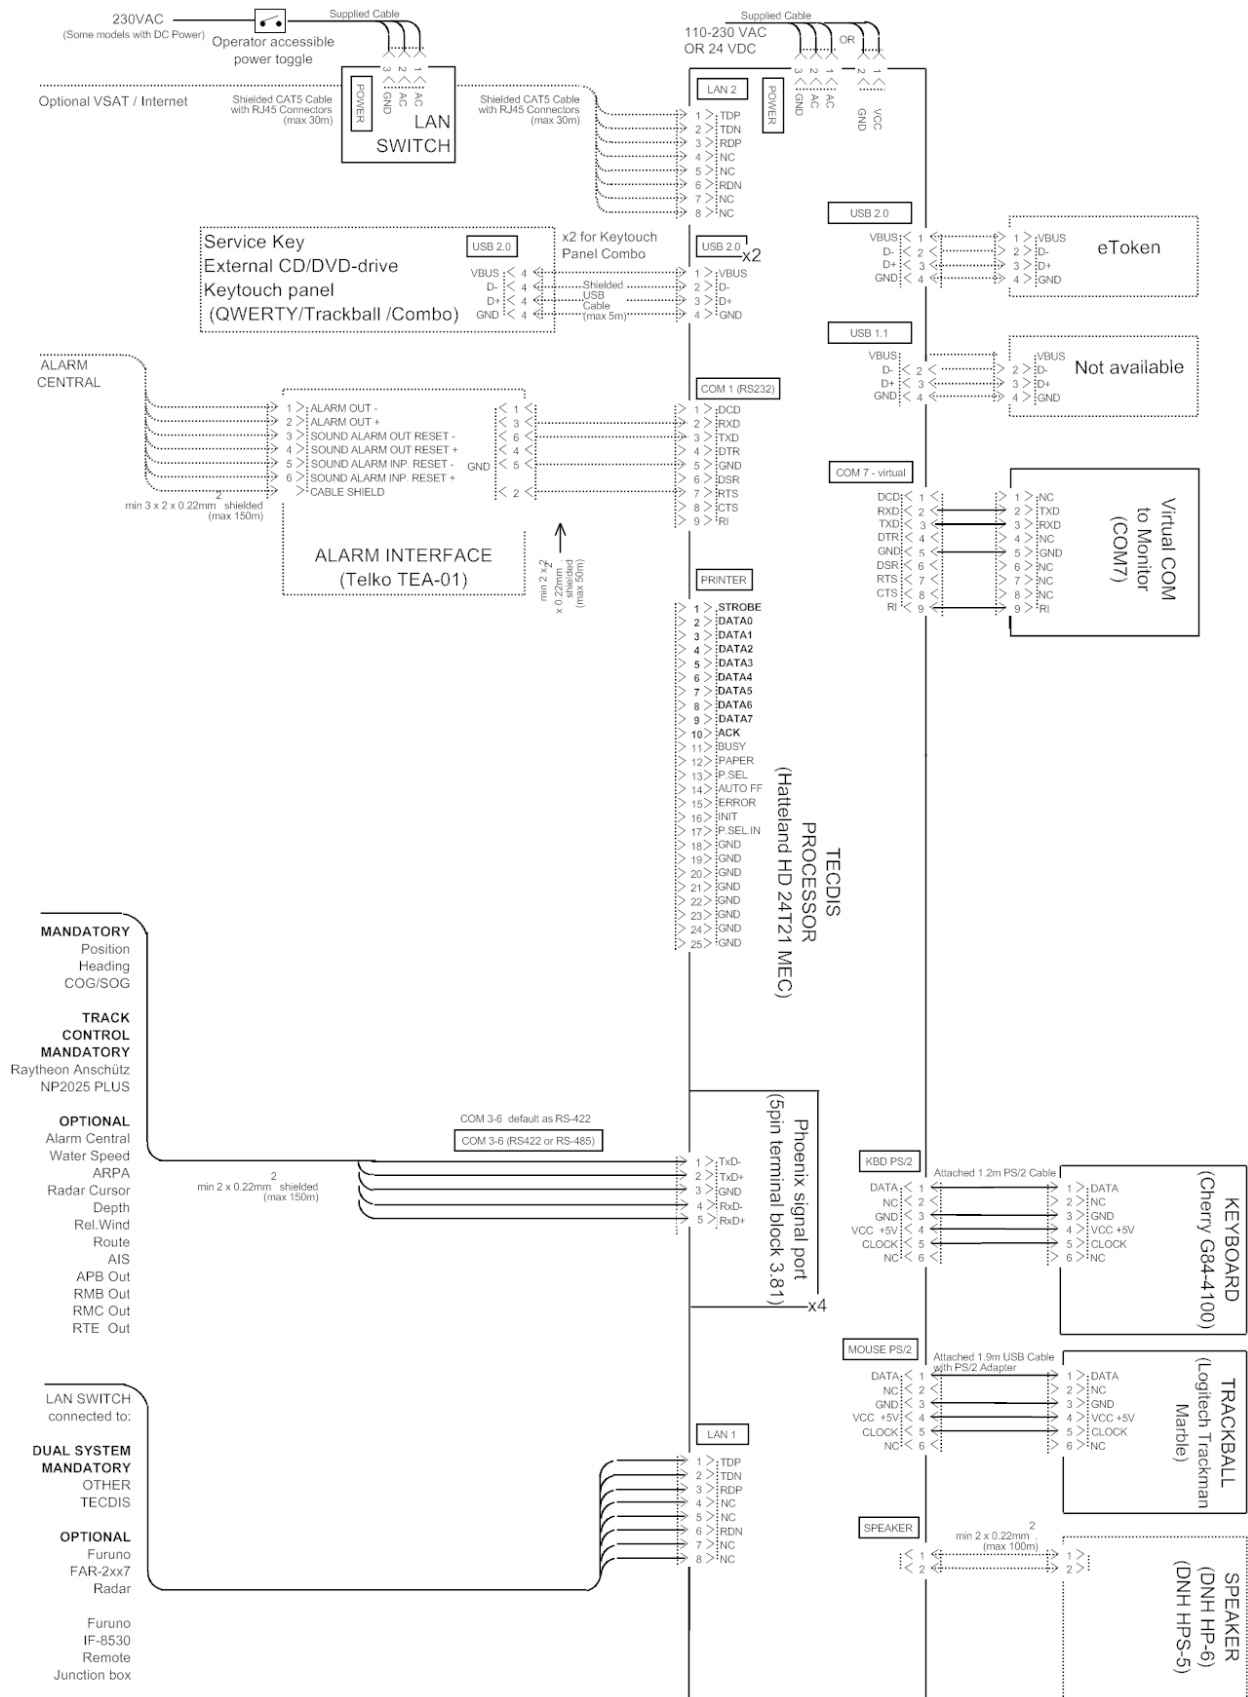 230VAC
(Some models with DC Power)
Operator accessible
power toggle
Supplied Cable
3 2 1
GND AC AC
POWER
LAN
SWITCH
Optional VSAT / Internet
Shielded CAT5 Cable
with RJ45 Connectors
(max 30m)
Shielded CAT5 Cable
with RJ45 Connectors
(max 30m)
Supplied Cable
110-230 VAC
OR 24 VDC
OR
3 2 1 2 1
GND AC AC GND VCC
POWER
LAN 2
1 TDP
2 TDN
3 RDP
4 NC
5 NC
6 RDN
7 NC
8 NC
Service Key
External CD/DVD-drive
Keytouch panel
(QWERTY/Trackball /Combo)
USB 2.0
VBUS 4
D- 4
D+ 4
GND 4
x2 for Keytouch
Panel Combo
Shielded
USB
Cable
(max 5m)
USB 2.0
x2
1 VBUS
2 D-
3 D+
4 GND
USB 2.0
VBUS 1
D- 2
D+ 3
GND 4
1 VBUS
2 D-
3 D+
4 GND
eToken
USB 1.1
VBUS
D- 2
D+ 3
GND 4
VBUS
2 D-
3 D+
4 GND
Not available
ALARM
CENTRAL
1 ALARM OUT -
2 ALARM OUT +
3 SOUND ALARM OUT RESET -
4 SOUND ALARM OUT RESET +
5 SOUND ALARM INP. RESET -
6 SOUND ALARM INP. RESET +
CABLE SHIELD
min 3 x 2 x 0.22mm 2 shielded
(max 150m)
1
3
6
4
GND 5
2
ALARM INTERFACE
(Telko TEA-01)
min 2 x 2
x 0.22mm 2
shielded
(max 50m)
COM 1 (RS232)
1 DCD
2 RXD
3 TXD
4 DTR
5 GND
6 DSR
7 RTS
8 CTS
9 RI
COM 7 - virtual
DCD 1
RXD 2
TXD 3
DTR 4
GND 5
DSR 6
RTS 7
CTS 8
RI 9
1 NC
2 TXD
3 RXD
4 NC
5 GND
6 NC
7 NC
8 NC
9 RI
Virtual COM
to Monitor
(COM7)
PRINTER
1 STROBE
2 DATA0
3 DATA1
4 DATA2
5 DATA3
6 DATA4
7 DATA5
8 DATA6
9 DATA7
10 ACK
11 BUSY
12 PAPER
13 P.SEL
14 AUTO FF
15 ERROR
16 INIT
17 P.SEL.IN
18 GND
19 GND
20 GND
21 GND
22 GND
23 GND
24 GND
25 GND
TECDIS
PROCESSOR
(Hatteland HD 24T21 MEC)
MANDATORY
Position
Heading
COG/SOG
TRACK
CONTROL
MANDATORY
Raytheon Anschütz
NP2025 PLUS
OPTIONAL
Alarm Central
Water Speed
ARPA
Radar Cursor
Depth
Rel.Wind
Route
AIS
APB Out
RMB Out
RMC Out
RTE Out
min 2 x 0.22mm 2 shielded
(max 150m)
COM 3-6 default as RS-422
COM 3-6 (RS422 or RS-485)
1 TxD-
2 TxD+
3 GND
4 RxD-
5 RxD+
Phoenix signal port
(5pin terminal block 3.81)
x4
KBD PS/2
Attached 1.2m PS/2 Cable
DATA 1
NC 2
GND 3
VCC +5V 4
CLOCK 5
NC 6
1 DATA
2 NC
3 GND
4 VCC +5V
5 CLOCK
6 NC
KEYBOARD
(Cherry G84-4100)
MOUSE PS/2
Attached 1.9m USB Cable
with PS/2 Adapter
DATA 1
NC 2
GND 3
VCC +5V 4
CLOCK 5
NC 6
1 DATA
2 NC
3 GND
4 VCC +5V
5 CLOCK
6 NC
TRACKBALL
(Logitech Trackman
Marble)
LAN SWITCH
connected to:
DUAL SYSTEM
MANDATORY
OTHER
TECDIS
OPTIONAL
Furuno
FAR-2xx7
Radar
Furuno
IF-8530
Remote
Junction box
LAN 1
1 TDP
2 TDN
3 RDP
4 NC
5 NC
6 RDN
7 NC
8 NC
SPEAKER
min 2 x 0.22mm 2.
(max 100m)
1
2
1
2
SPEAKER
(DNH HP-6)
(DNH HPS-5)